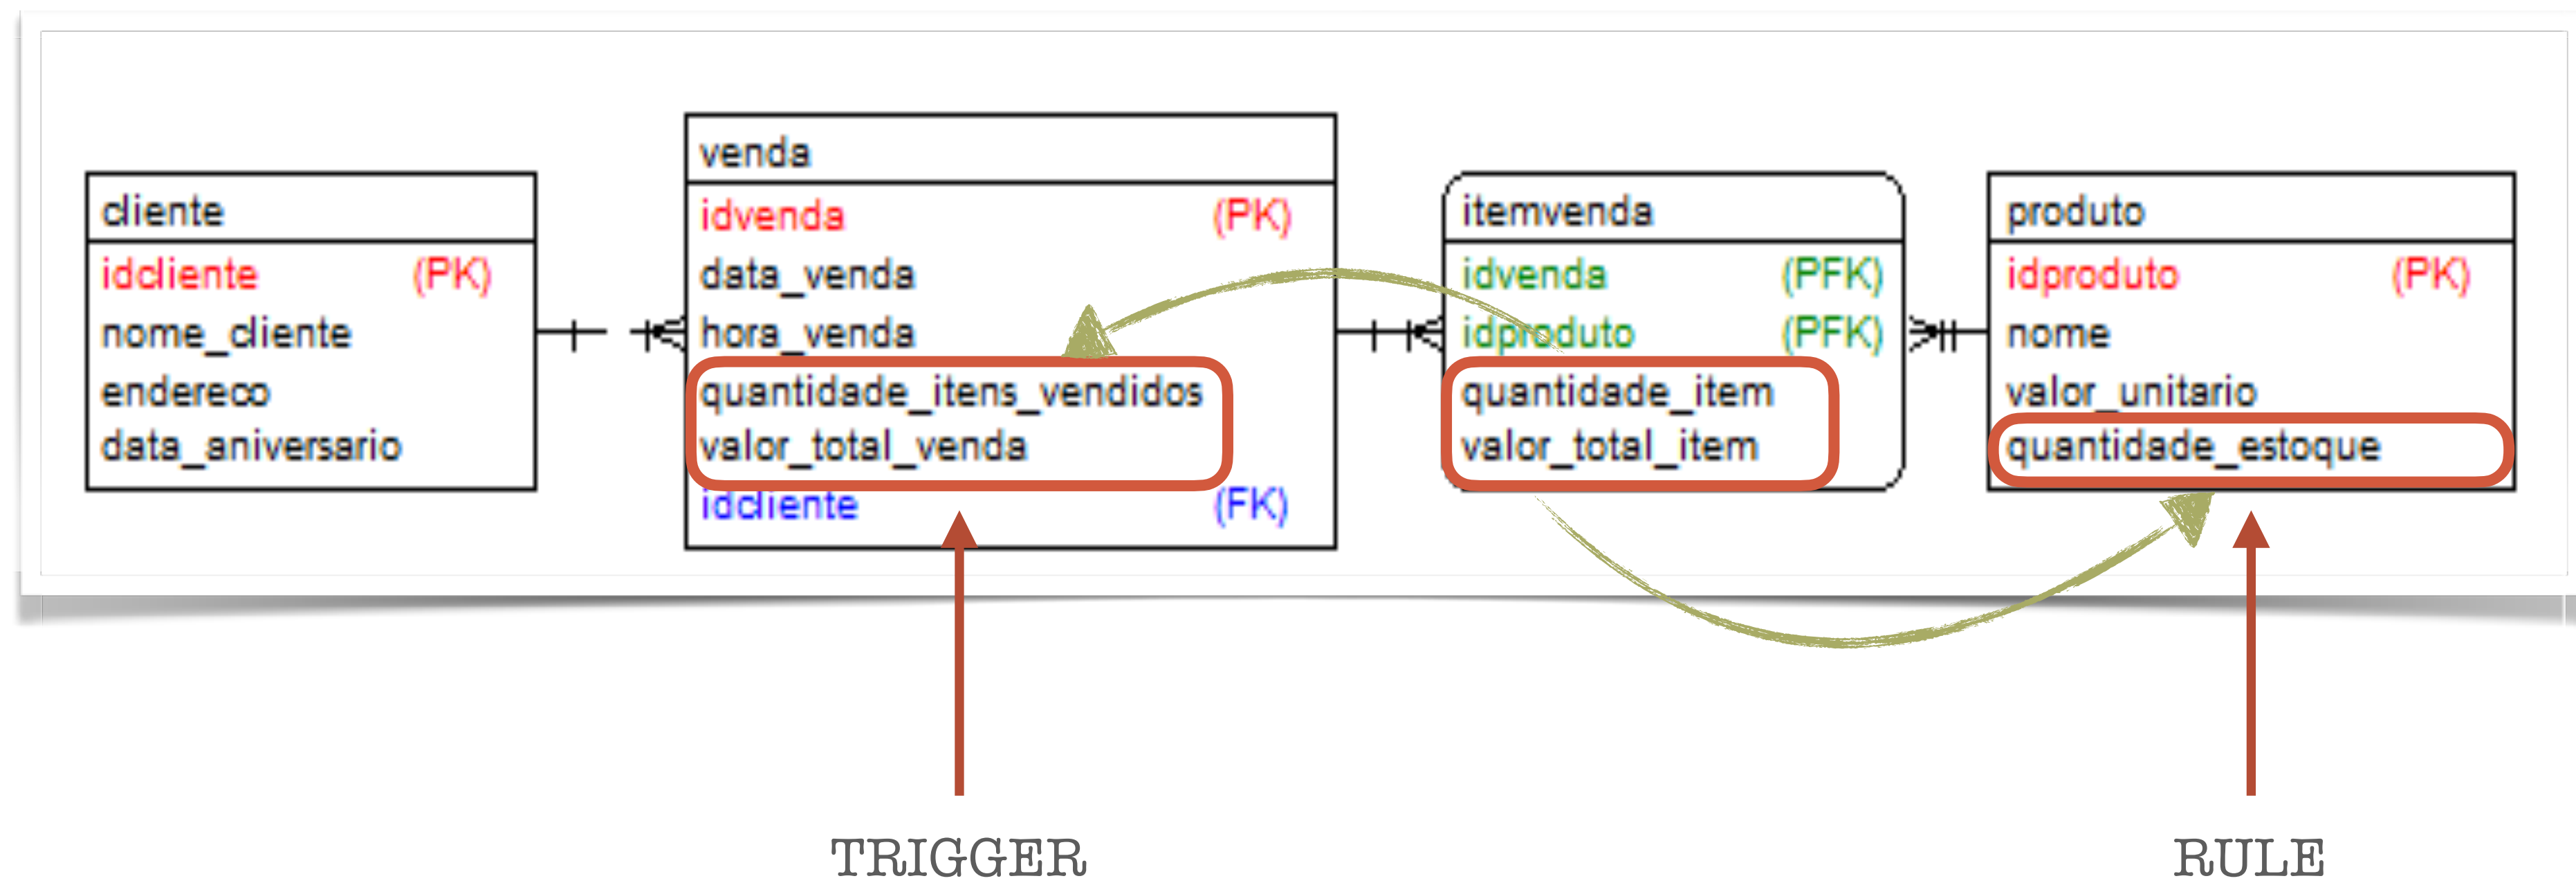 cliente
idcliente (PK)
nome_cliente
endereco
data_aniversario
venda
idvenda (PK)
data_venda
hora_venda
quantidade_itens_vendidos
valor_total_venda
idcliente (FK)
itemvenda
idvenda (PFK)
idproduto (PFK)
quantidade_item
valor_total_item
produto
idproduto (PK)
nome
valor_unitario
quantidade_estoque
TRIGGER
RULE